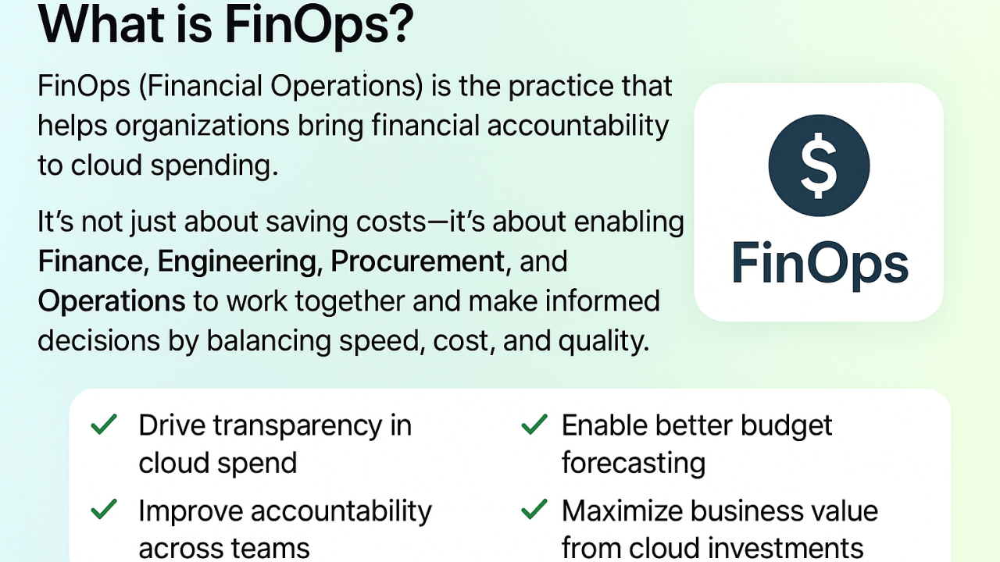 What is FinOps?
FinOps (Financial Operations) is the practice that
helps organizations bring financial accountability
to cloud spending.
It’s not just about saving costs—it’s about enabling
Finance, Engineering, Procurement, and
Operations to work together and make informed
decisions by balancing speed, cost, and quality.
$
FinOps
Drive transparency in
cloud spend
Enable better budget
forecasting
Improve accountability
across teams
Maximize business value
from cloud investments